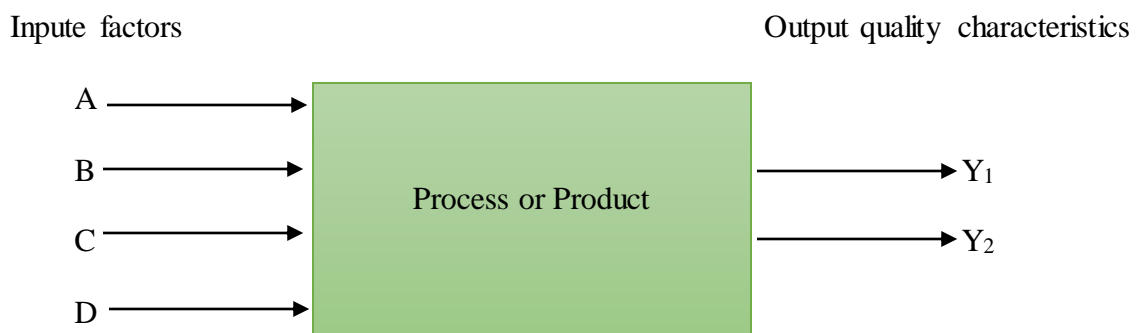 Inpute factors
Output quality characteristics
A
B
C
D
Process or Product
Y1
Y2